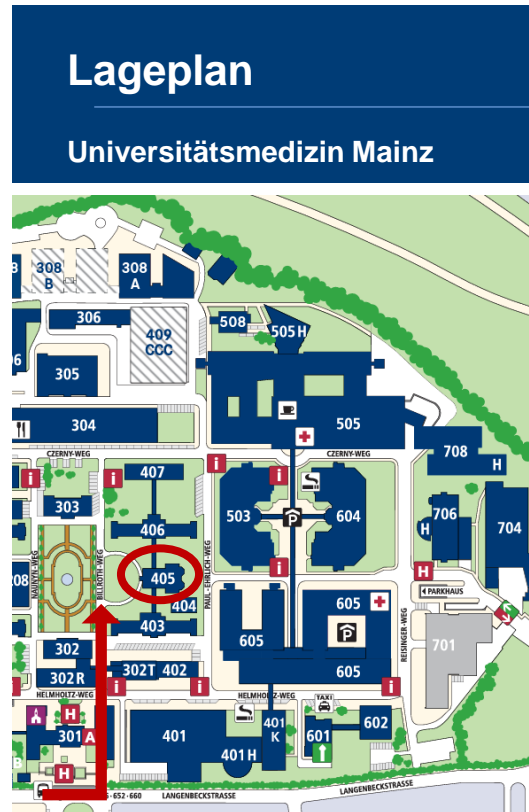 Lageplan
Universitätsmedizin Mainz
308
B
308
A
306
409
CCC
508
505H
305
304
505
CZERNY-WEG
CZERNY-WEG
708
H
i
407
i
i
303
406
503
P
604
706
H
704
NAUNYN-WEG
BILLROTH-WEG
405
PAUL-EHRLICH-WEG
404
i
H
PARKHAUS
403
605
605
P
REISINGER-WEG
701
302
302R
302T
402
605
i
i
i
i
HELMHOLTZ-WEG
HELMHOLTZ-WEG
TAXI
H
301
A
401
401
K
601
602
401H
B
H
652 · 660
LANGENBECKSTRASSE
LANGENBECKSTRASSE